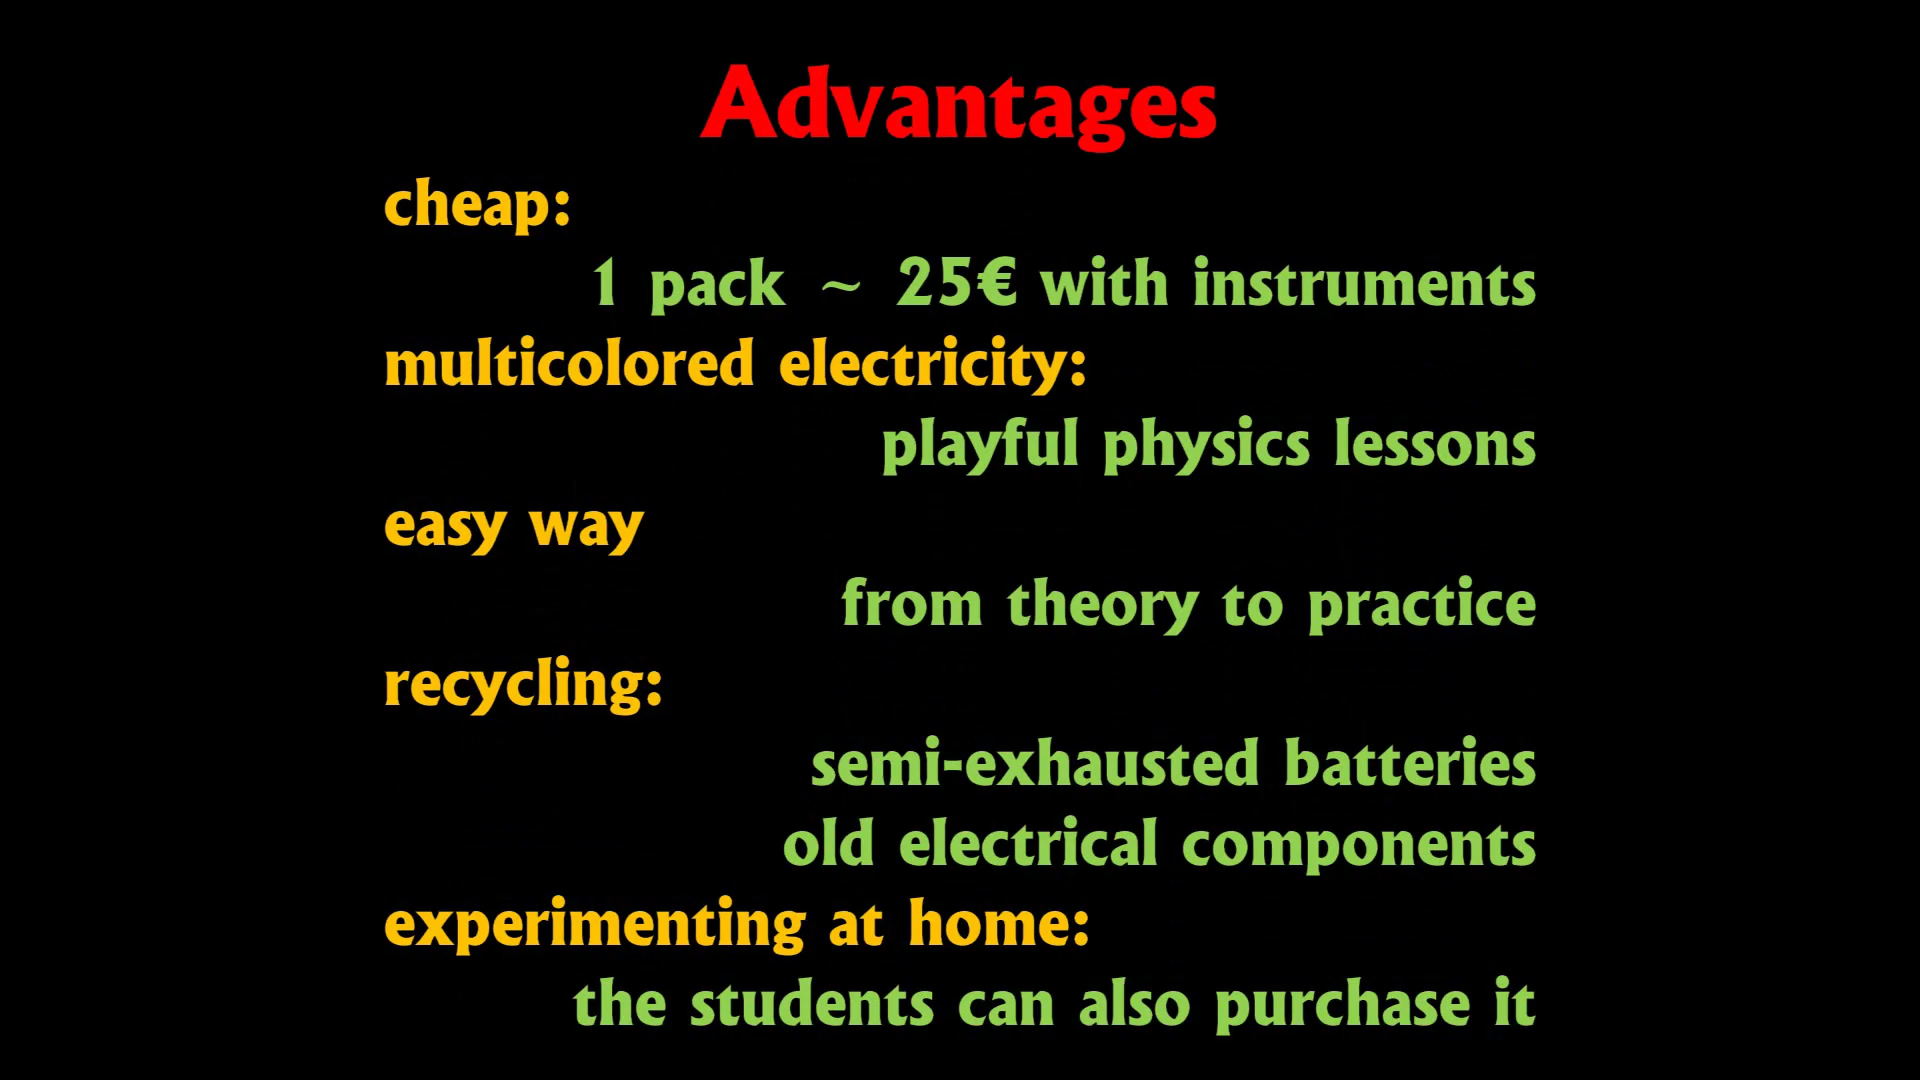 Advantages
cheap:
1 pack ~ 25€ with instruments
multicolored electricity:
playful physics lessons
easy way
from theory to practice
recycling:
semi-exhausted batteries
old electrical components
experimenting at home:
the students can also purchase it